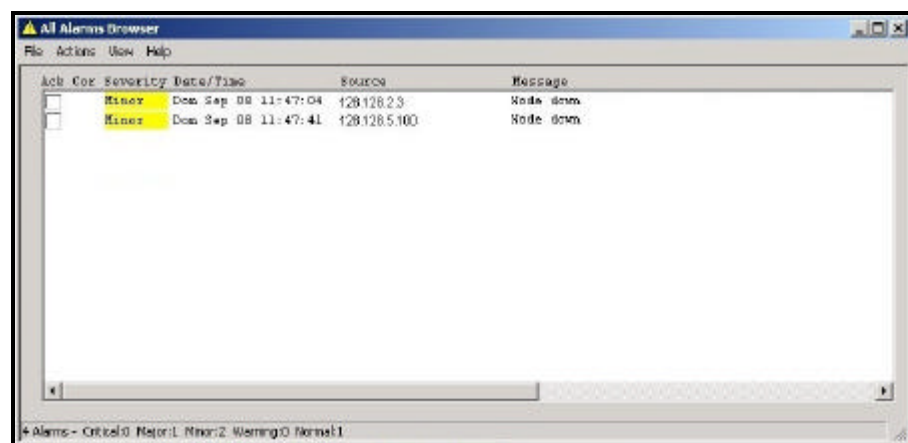 All Alarms Browser
File Actions View Help
Ack Cor Severity Date/Time Source Message
Minor Dom Sep 08 11:47:04 128.128.2.3 Node down
Minor Dom Sep 08 11:47:41 128.128.5.100 Node down
4 Alarms - Critical:0 Major:1 Minor:2 Warning:0 Normal:1